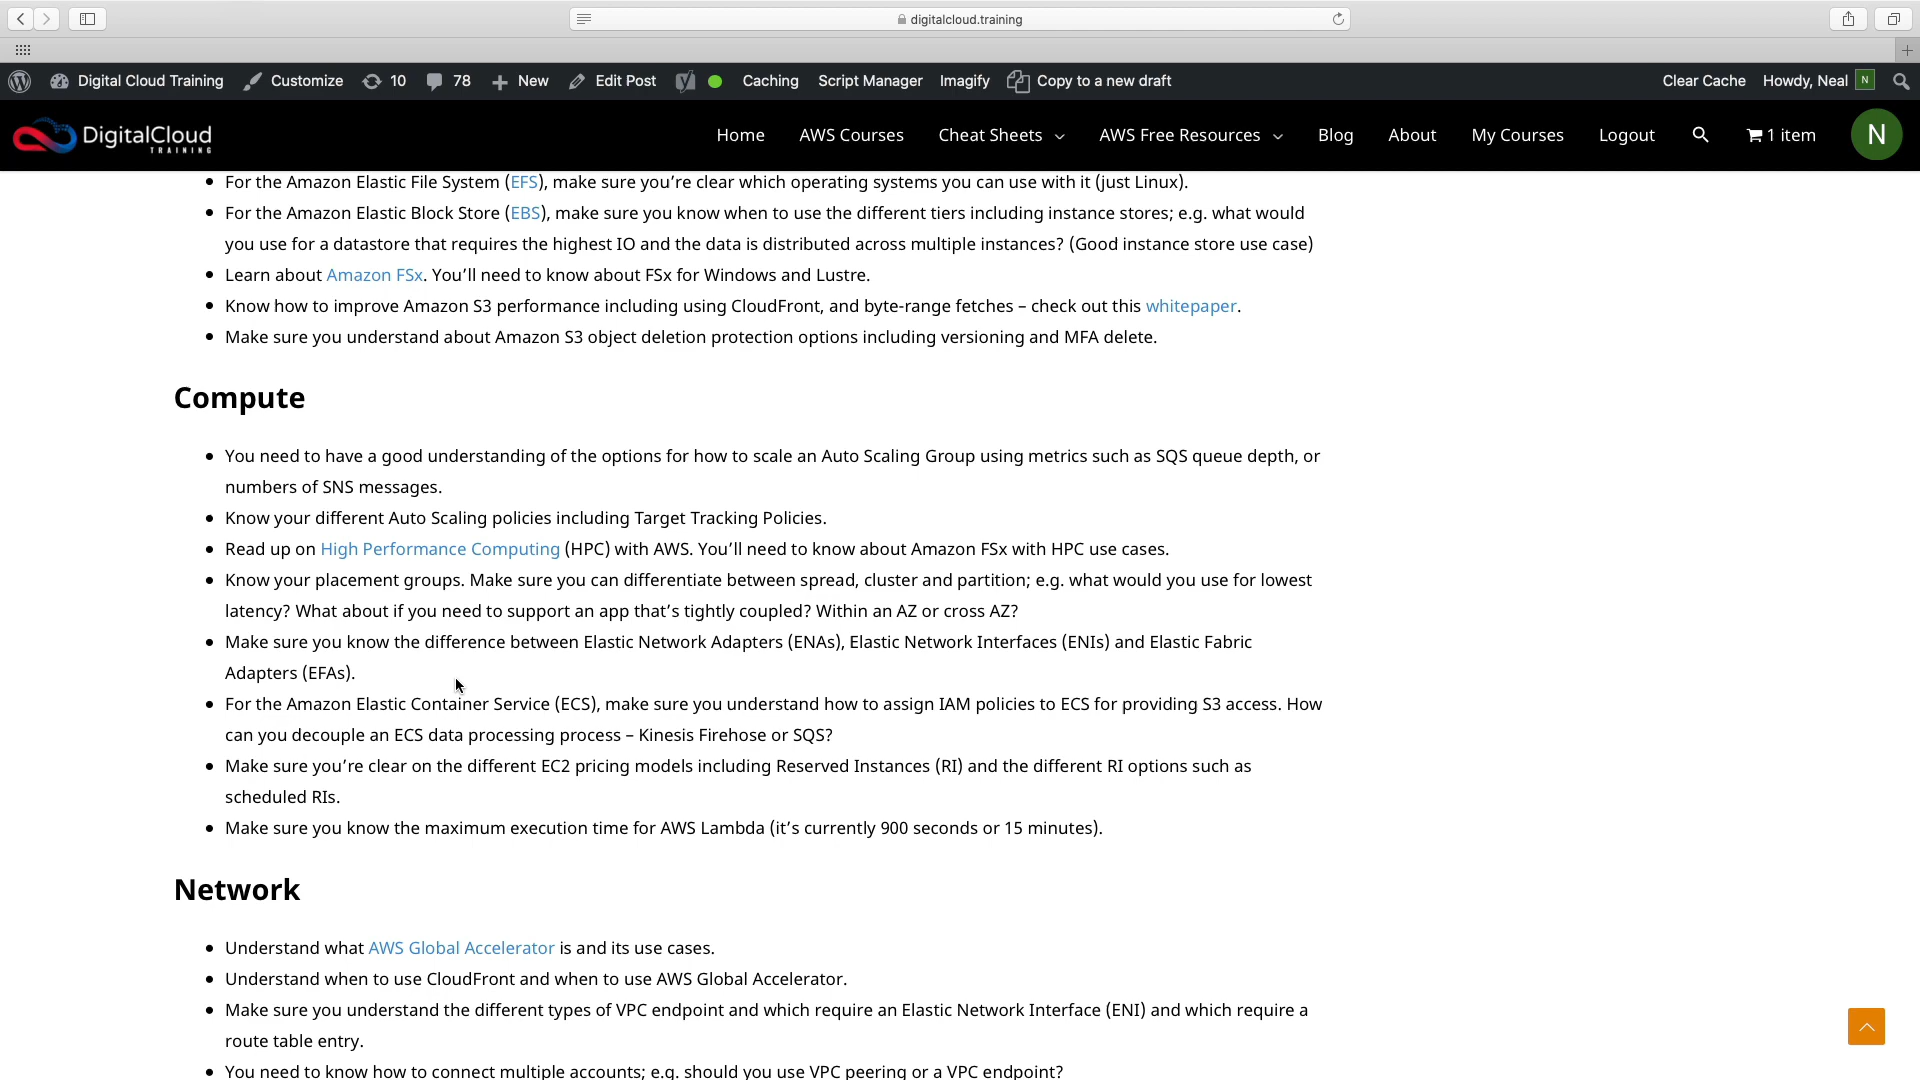 digitalcloud.training
Digital Cloud Training Customize 10 78 New Edit Post Caching Script Manager Imagify Copy to a new draft Clear Cache Howdy, Neal N
DigitalCloud
TRAINING
Home AWS Courses Cheat Sheets AWS Free Resources Blog About My Courses Logout 1 item N
• For the Amazon Elastic File System (EFS), make sure you’re clear which operating systems you can use with it (just Linux).
• For the Amazon Elastic Block Store (EBS), make sure you know when to use the different tiers including instance stores; e.g. what would
you use for a datastore that requires the highest IO and the data is distributed across multiple instances? (Good instance store use case)
• Learn about Amazon FSx. You’ll need to know about FSx for Windows and Lustre.
• Know how to improve Amazon S3 performance including using CloudFront, and byte-range fetches – check out this whitepaper.
• Make sure you understand about Amazon S3 object deletion protection options including versioning and MFA delete.
Compute
• You need to have a good understanding of the options for how to scale an Auto Scaling Group using metrics such as SQS queue depth, or
numbers of SNS messages.
• Know your different Auto Scaling policies including Target Tracking Policies.
• Read up on High Performance Computing (HPC) with AWS. You’ll need to know about Amazon FSx with HPC use cases.
• Know your placement groups. Make sure you can differentiate between spread, cluster and partition; e.g. what would you use for lowest
latency? What about if you need to support an app that’s tightly coupled? Within an AZ or cross AZ?
• Make sure you know the difference between Elastic Network Adapters (ENAs), Elastic Network Interfaces (ENIs) and Elastic Fabric
Adapters (EFAs).
• For the Amazon Elastic Container Service (ECS), make sure you understand how to assign IAM policies to ECS for providing S3 access. How
can you decouple an ECS data processing process – Kinesis Firehose or SQS?
• Make sure you’re clear on the different EC2 pricing models including Reserved Instances (RI) and the different RI options such as
scheduled RIs.
• Make sure you know the maximum execution time for AWS Lambda (it’s currently 900 seconds or 15 minutes).
Network
• Understand what AWS Global Accelerator is and its use cases.
• Understand when to use CloudFront and when to use AWS Global Accelerator.
• Make sure you understand the different types of VPC endpoint and which require an Elastic Network Interface (ENI) and which require a
route table entry.
• You need to know how to connect multiple accounts; e.g. should you use VPC peering or a VPC endpoint?